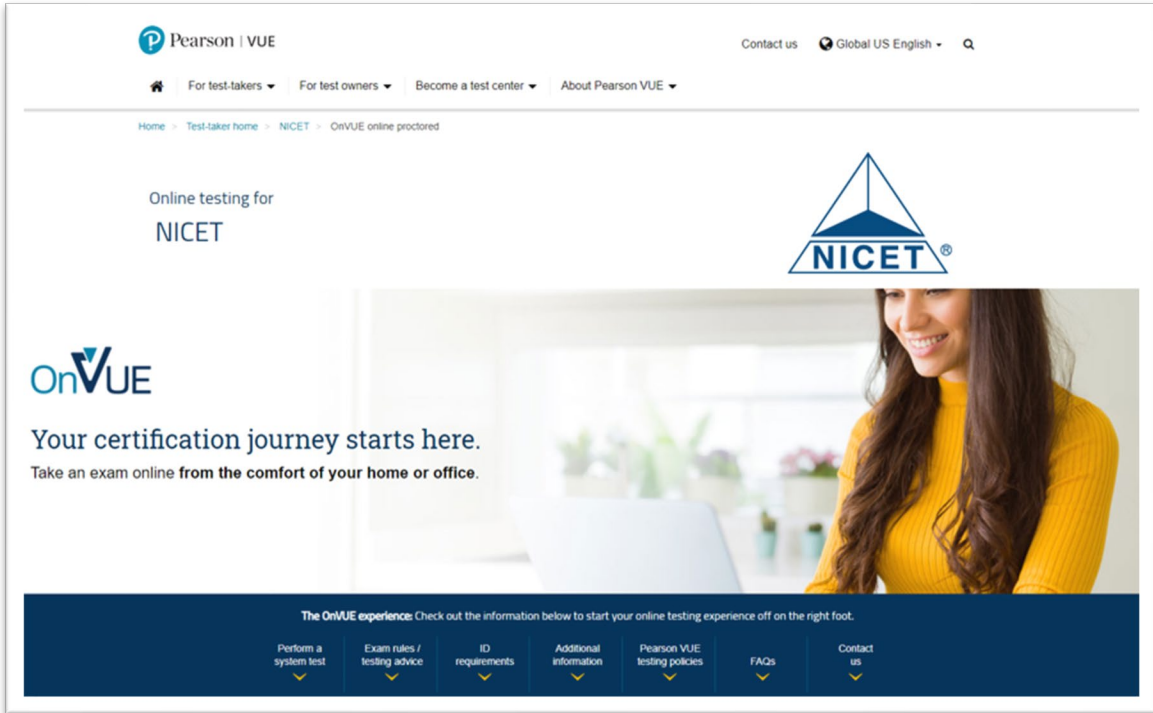 Pearson | VUE
Contact us Global US English
For test-takers For test owners Become a test center About Pearson VUE
Home > Test-taker home > NICET > OnVUE online proctored
Online testing for
NICET
NICET®
OnVUE
Your certification journey starts here.
Take an exam online from the comfort of your home or office.
The OnVUE experience: Check out the information below to start your online testing experience off on the right foot.
Perform a system test
Exam rules / testing advice
ID requirements
Additional information
Pearson VUE testing policies
FAQs
Contact us